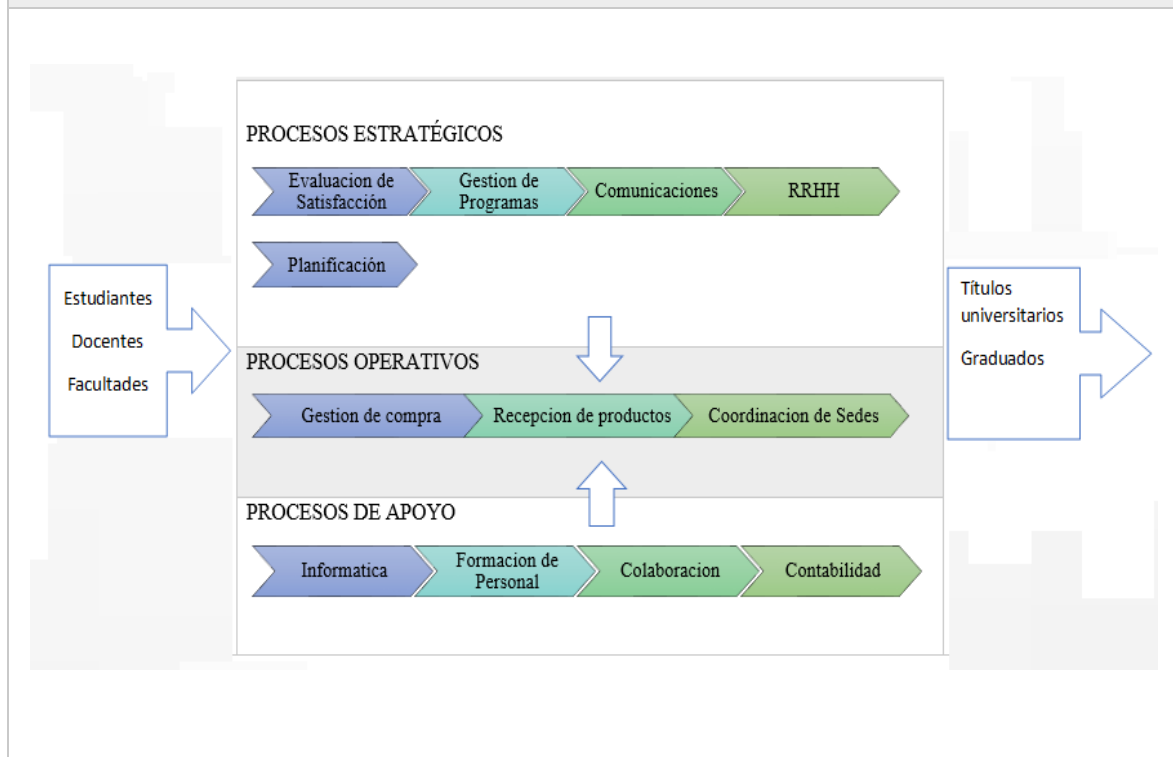 PROCESOS ESTRATÉGICOS
Evaluacion de
Satisfacción
Gestion de
Programas
Comunicaciones
RRHH
Planificación
Estudiantes
Docentes
Facultades
Títulos
universitarios
Graduados
PROCESOS OPERATIVOS
Gestion de compra
Recepcion de productos
Coordinacion de Sedes
PROCESOS DE APOYO
Informatica
Formacion de
Personal
Colaboracion
Contabilidad